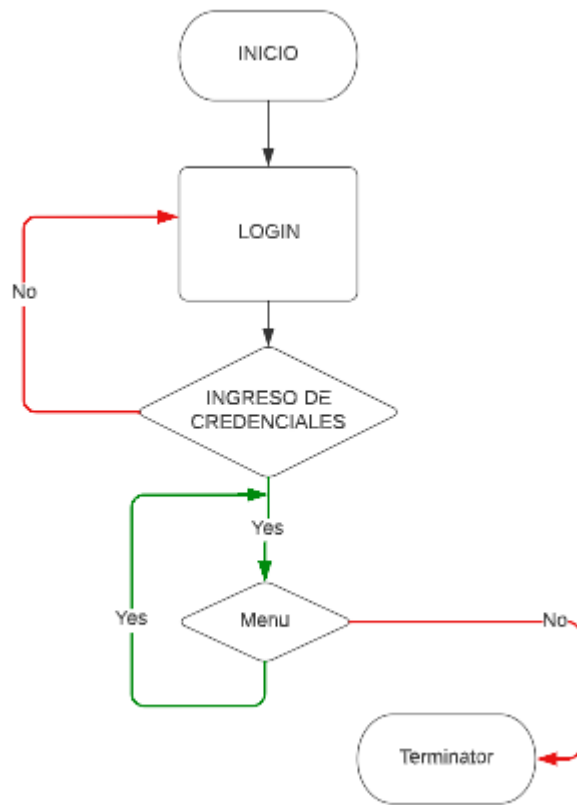 INICIO
LOGIN
No
INGRESO DE
CREDENCIALES
Yes
Yes
Menu
No
Terminator